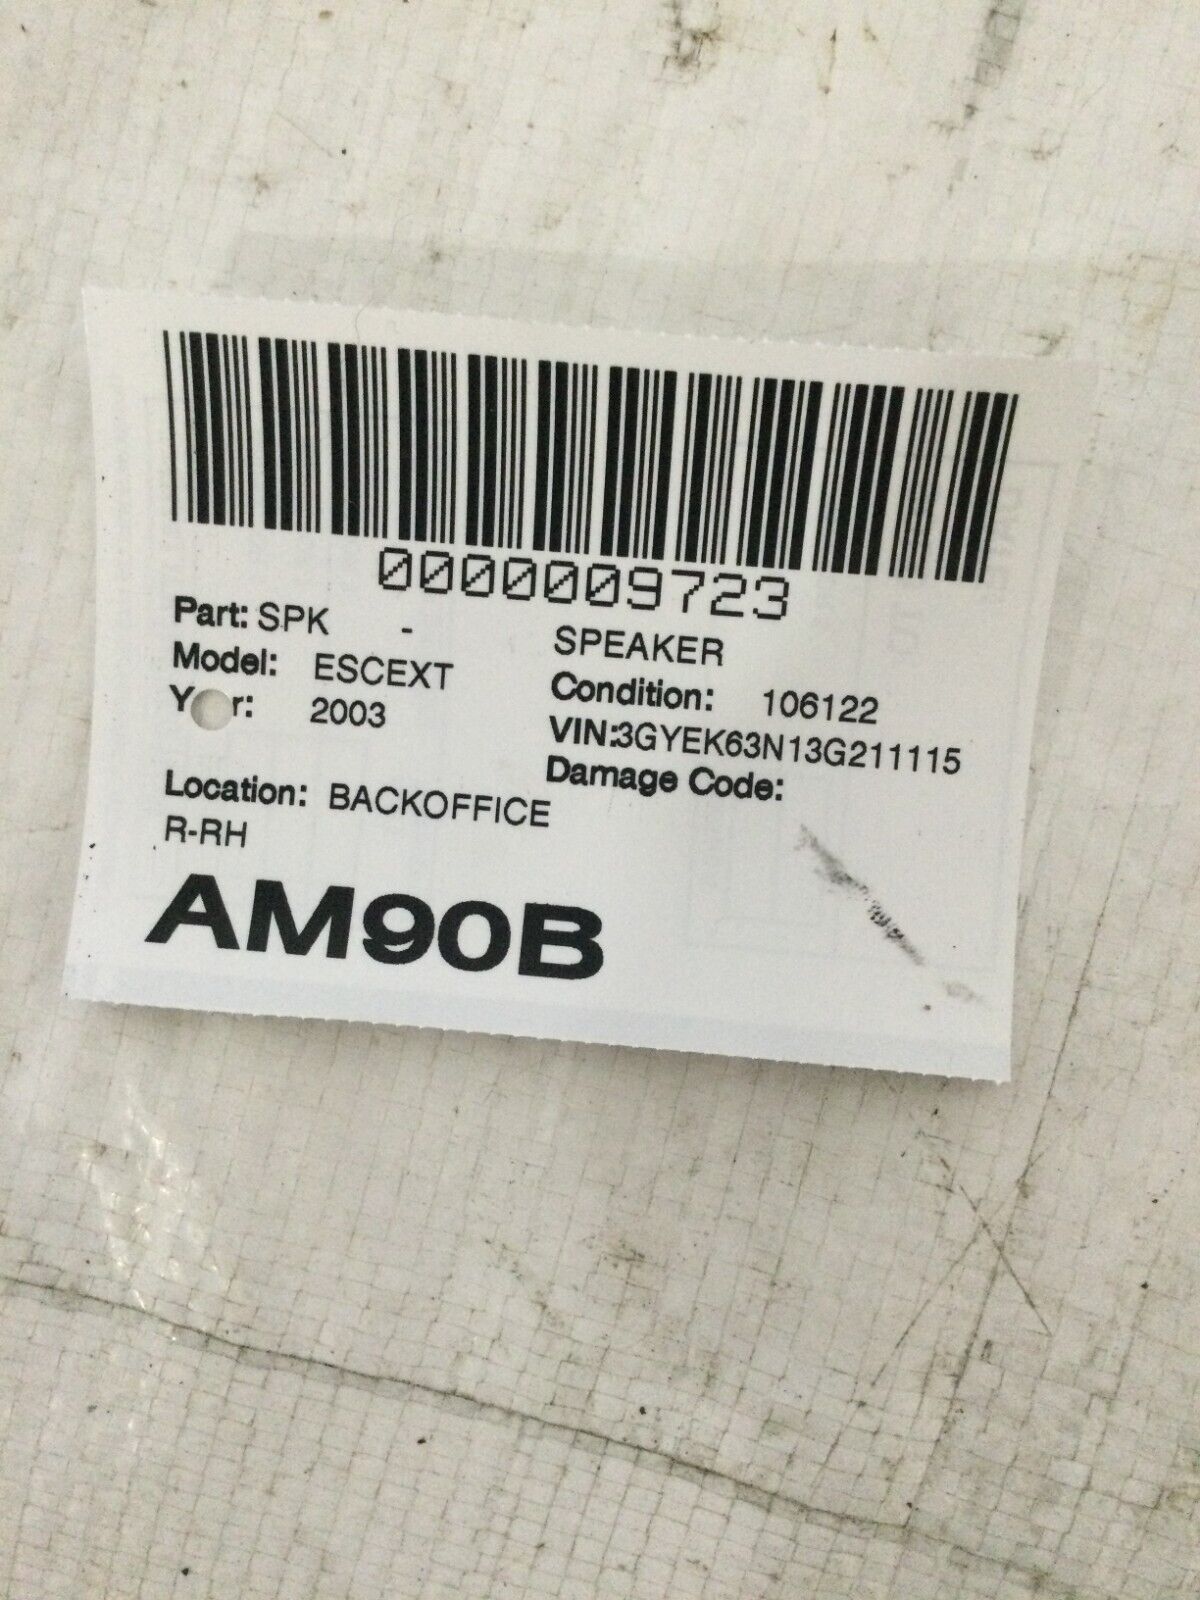 0000009723
Part: SPK - SPEAKER
Model: ESCEXT Condition: 106122
Y r: 2003 VIN:3GYEK63N13G211115
Damage Code:
Location: BACKOFFICE
R-RH
AM90B